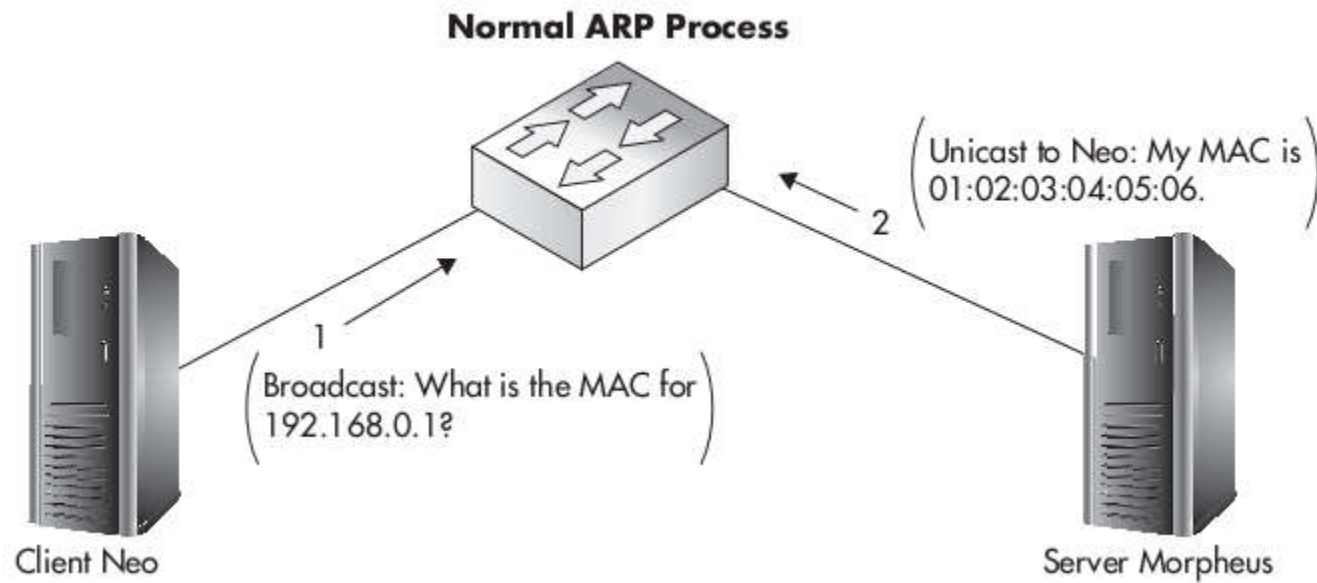 Normal ARP Process
Unicast to Neo: My MAC is
01:02:03:04:05:06.
2
1
Broadcast: What is the MAC for
192.168.0.1?
Client Neo
Server Morpheus